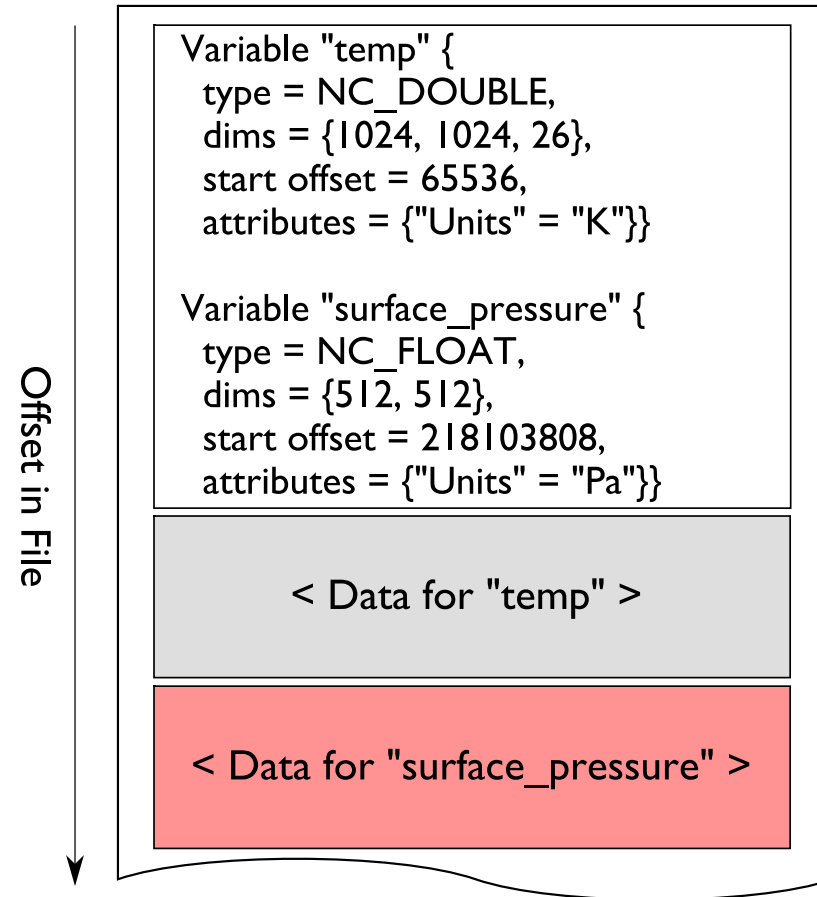 Variable "temp" {
type = NC_DOUBLE,
dims = {1024, 1024, 26},
start offset = 65536,
attributes = {"Units" = "K"}}
Variable "surface_pressure" {
type = NC_FLOAT,
dims = {512, 512},
start offset = 218103808,
attributes = {"Units" = "Pa"}}
Offset in File
< Data for "temp" >
< Data for "surface_pressure" >